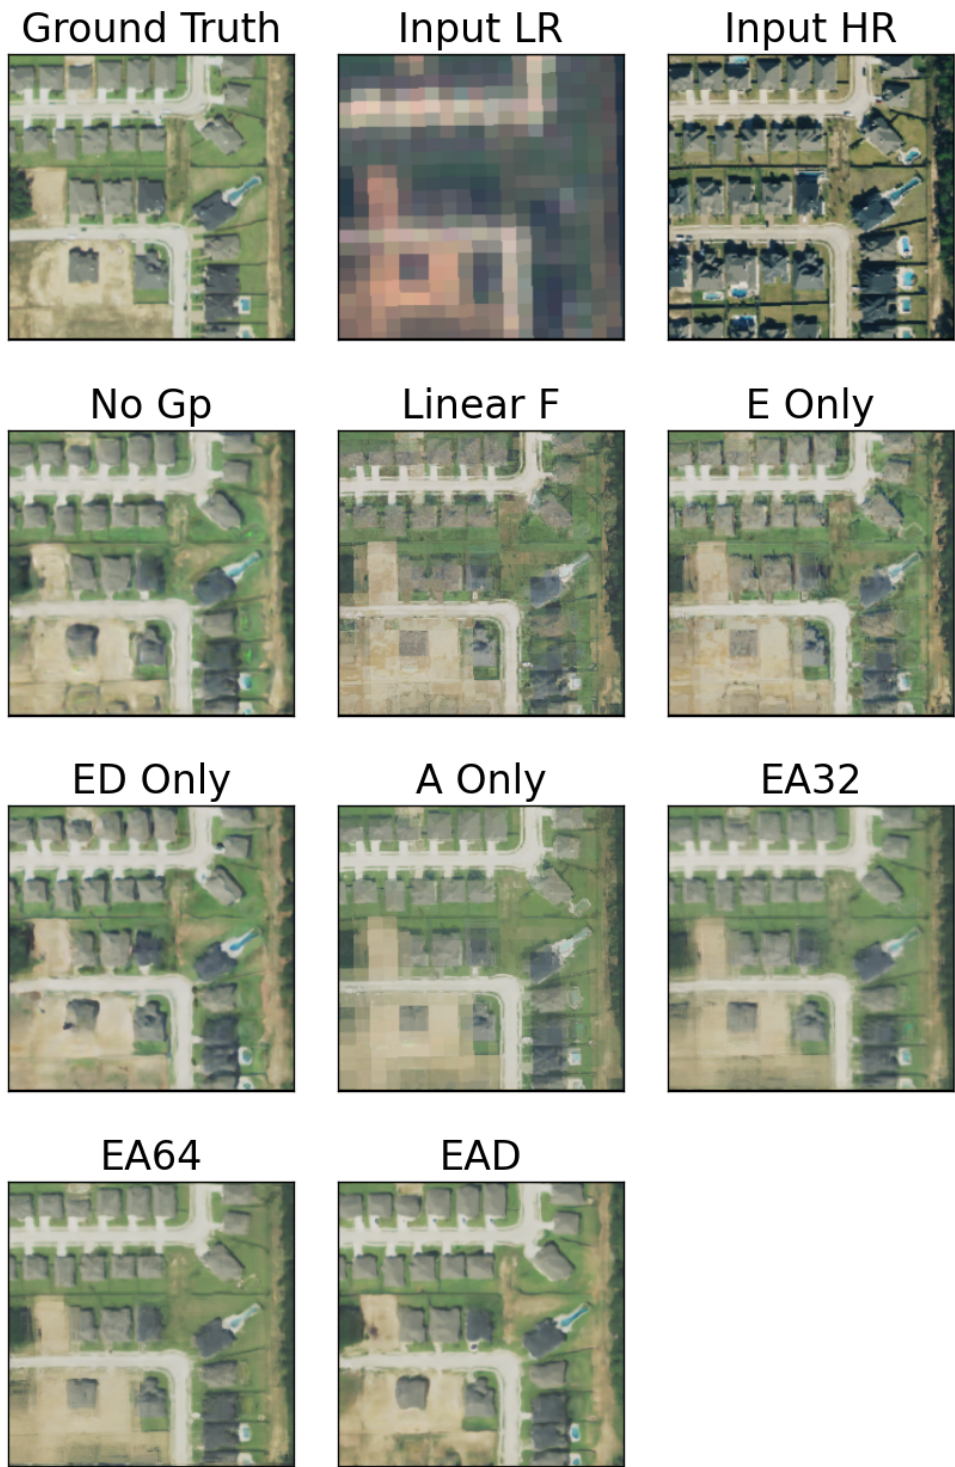 Ground Truth
Input LR
Input HR
No Gp
Linear F
E Only
ED Only
A Only
EA32
EA64
EAD